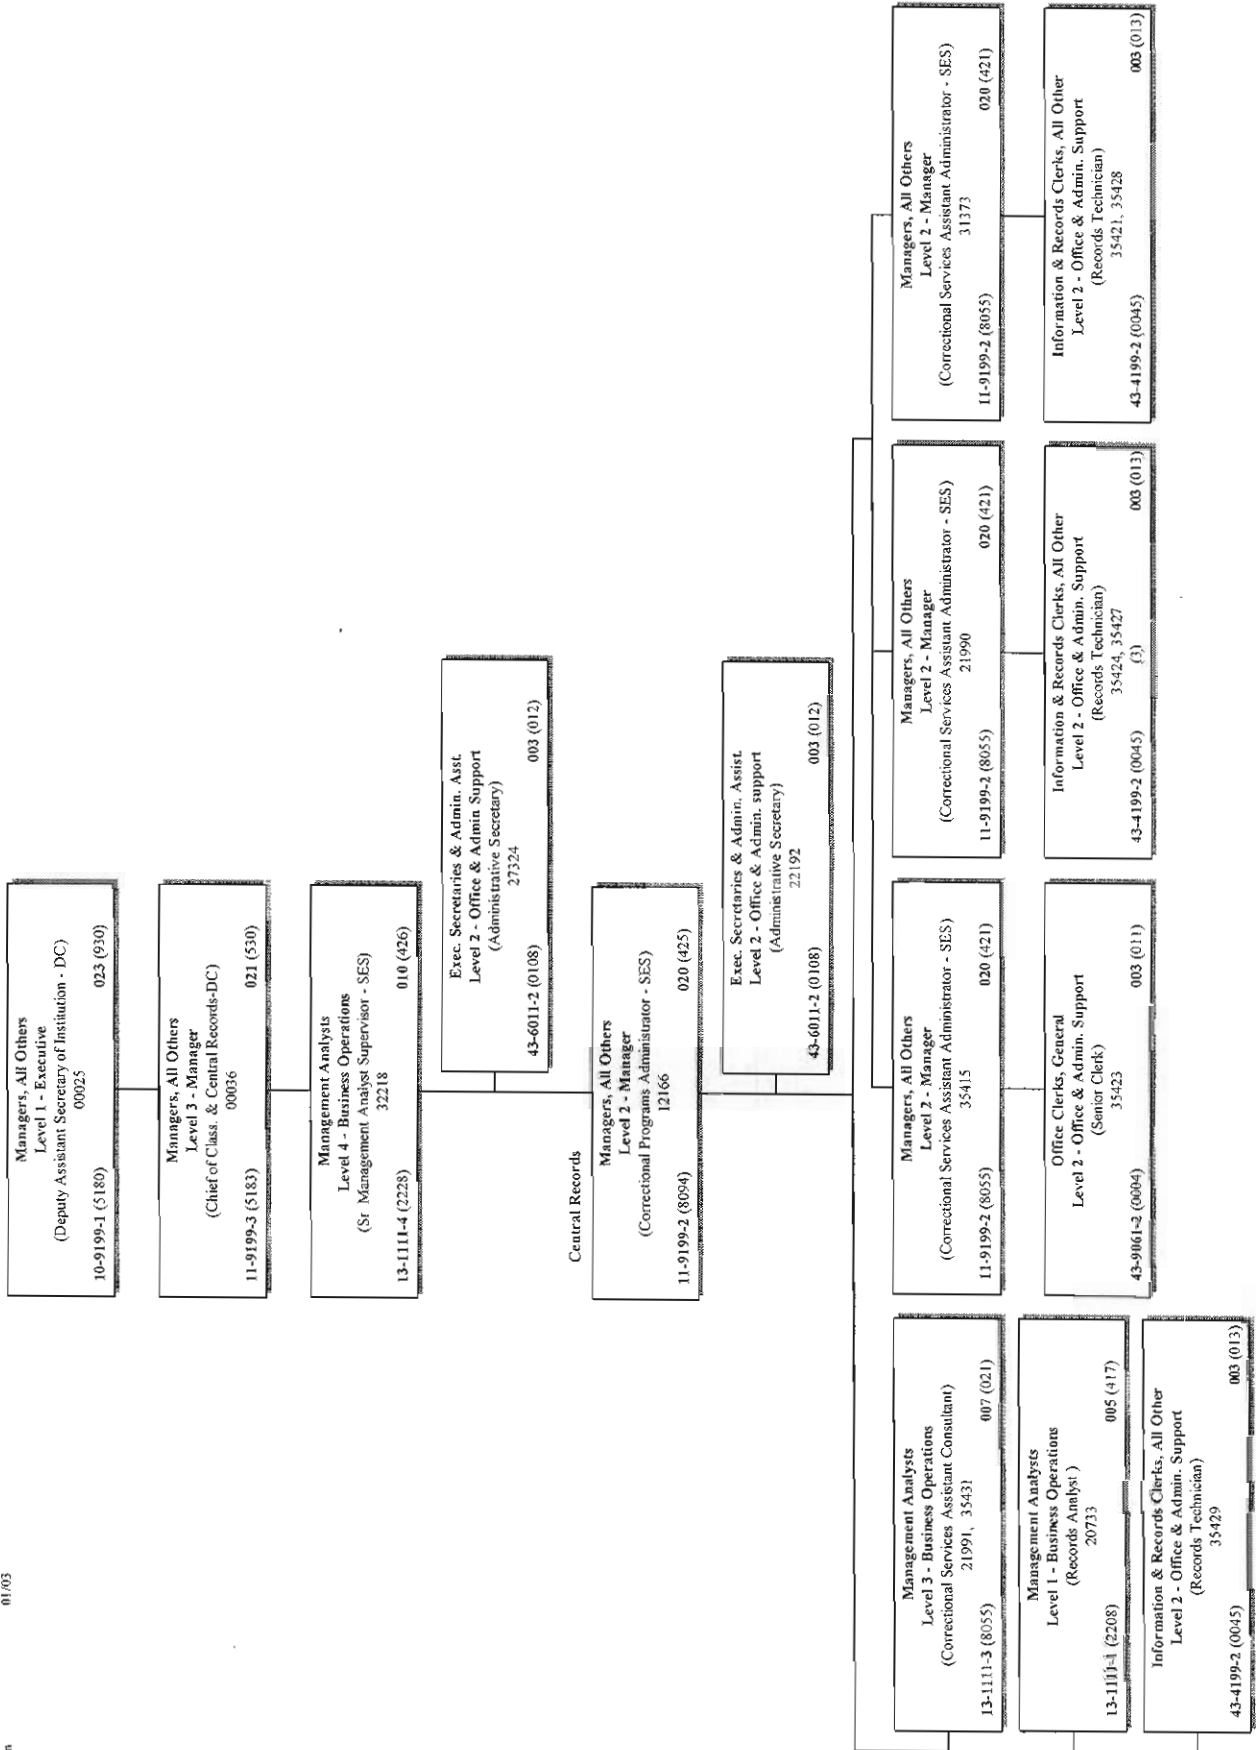 01/03
Managers, All Others
Level 1 - Executive
(Deputy Assistant Secretary of Institution - DC)
00025
10-9199-1 (5180) 023 (930)
Managers, All Others
Level 3 - Manager
(Chief of Class. & Central Records-DC)
00036
11-9199-3 (5183) 021 (530)
Management Analysts
Level 4 - Business Operations
(Sr Management Analyst Supervisor - SES)
32218
13-1111-4 (2228) 010 (426)
Exec. Secretaries & Admin. Asst.
Level 2 - Office & Admin Support
(Administrative Secretary)
27324
43-6011-2 (0108) 003 (012)
Central Records
Managers, All Others
Level 2 - Manager
(Correctional Programs Administrator - SES)
12166
11-9199-2 (8094) 020 (425)
Exec. Secretaries & Admin. Assist.
Level 2 - Office & Admin. support
(Administrative Secretary)
22192
43-6011-2 (0108) 003 (012)
Management Analysts
Level 3 - Business Operations
(Correctional Services Assistant Consultant)
21991, 35431
13-1111-3 (8055) 007 (021)
Management Analysts
Level 1 - Business Operations
(Records Analyst )
20733
13-1111-1 (2208) 005 (417)
Information & Records Clerks, All Other
Level 2 - Office & Admin. Support
(Records Technician)
35429
43-4199-2 (0045) 003 (013)
Managers, All Others
Level 2 - Manager
(Correctional Services Assistant Administrator - SES)
35415
11-9199-2 (8055) 020 (421)
Office Clerks, General
Level 2 - Office & Admin. Support
(Senior Clerk)
35423
43-9061-2 (0004) 003 (011)
Managers, All Others
Level 2 - Manager
(Correctional Services Assistant Administrator - SES)
21990
11-9199-2 (8055) 020 (421)
Information & Records Clerks, All Other
Level 2 - Office & Admin. Support
(Records Technician)
35424, 35427
43-4199-2 (0045) (3) 003 (013)
Managers, All Others
Level 2 - Manager
(Correctional Services Assistant Administrator - SES)
31373
11-9199-2 (8055) 020 (421)
Information & Records Clerks, All Other
Level 2 - Office & Admin. Support
(Records Technician)
35421, 35428
43-4199-2 (0045) 003 (013)